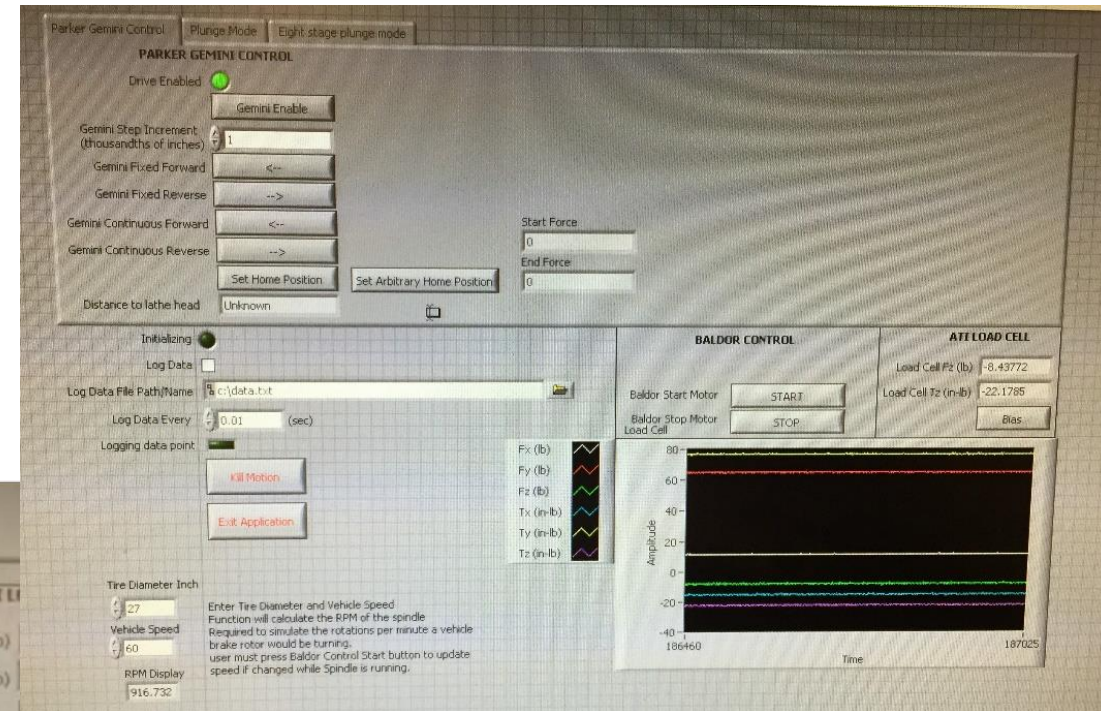 Parker Gemini Control
Plunge Mode
Eight stage plunge mode
PARKER GEMINI CONTROL
Drive Enabled
Gemini Enable
Gemini Step Increment
(thousandths of inches)
1
Gemini Fixed Forward
<--
Gemini Fixed Reverse
-->
Gemini Continuous Forward
<--
Gemini Continuous Reverse
-->
Start Force
0
End Force
0
Set Home Position
Set Arbitrary Home Position
Distance to lathe head
Unknown
Initializing
Log Data
Log Data File Path/Name
c:\data.txt
Log Data Every
0.01
(sec)
Logging data point
Kill Motion
Exit Application
BALDOR CONTROL
Baldor Start Motor
START
Baldor Stop Motor
STOP
Load Cell
ATI LOAD CELL
Load Cell Fz (lb)
-8.43772
Load Cell Tz (in-lb)
-22.1785
Bias
Fx (lb)
Fy (lb)
Fz (lb)
Tx (in-lb)
Ty (in-lb)
Tz (in-lb)
80
60
40
20
0
-20
-40
Amplitude
186460
187025
Time
Tire Diameter Inch
27
Vehicle Speed
60
RPM Display
916.732
Enter Tire Diameter and Vehicle Speed
Function will calculate the RPM of the spindle
Required to simulate the rotations per minute a vehicle
brake rotor would be turning.
user must press Baldor Control Start button to update
speed if changed while Spindle is running.